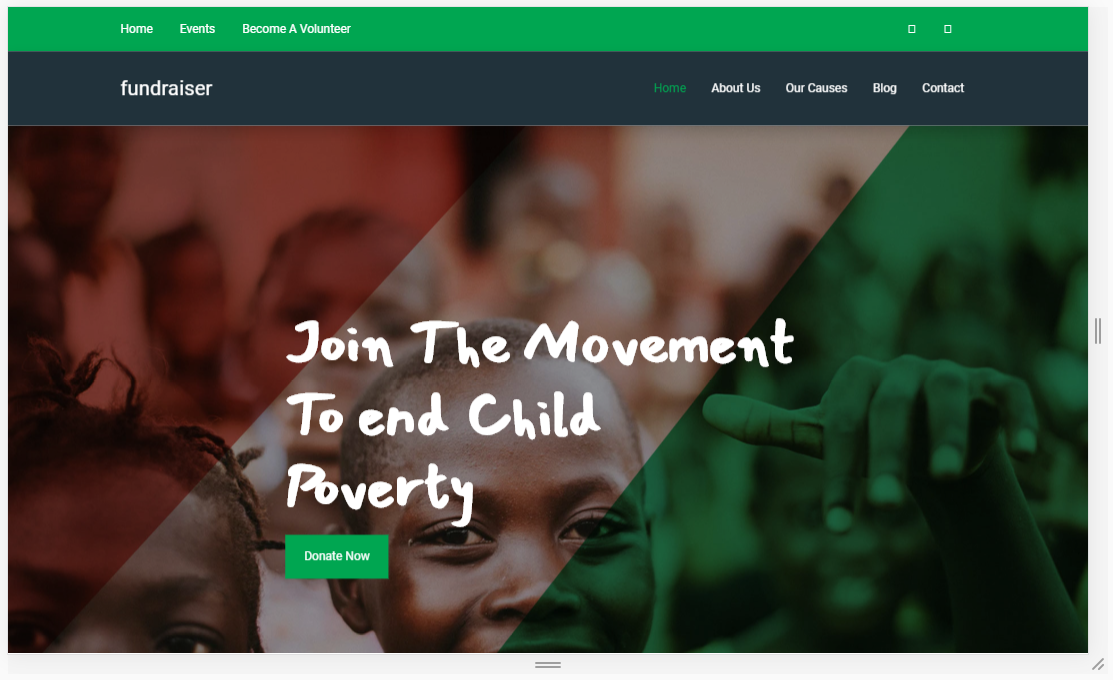 Home Events Become A Volunteer
fundraiser Home About Us Our Causes Blog Contact
Join The Movement
To end Child
Poverty
Donate Now